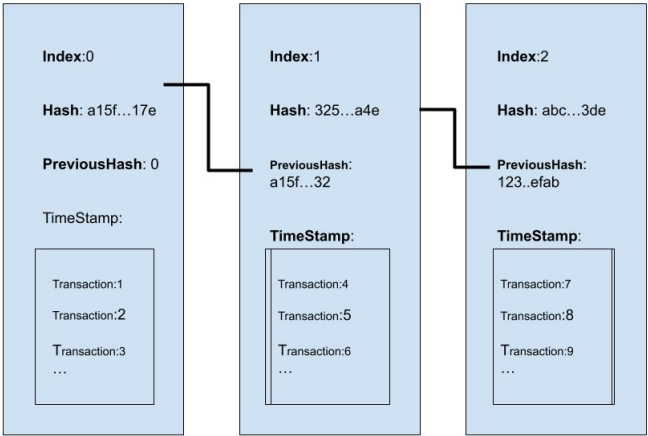 Index:0
Hash: a15f...17e
PreviousHash: 0
TimeStamp:
Transaction:1
Transaction:2
Transaction:3
...
Index:1
Hash: 325...a4e
PreviousHash:
a15f...32
TimeStamp:
Transaction:4
Transaction:5
Transaction:6
...
Index:2
Hash: abc...3de
PreviousHash:
123..efab
TimeStamp:
Transaction:7
Transaction:8
Transaction:9
...